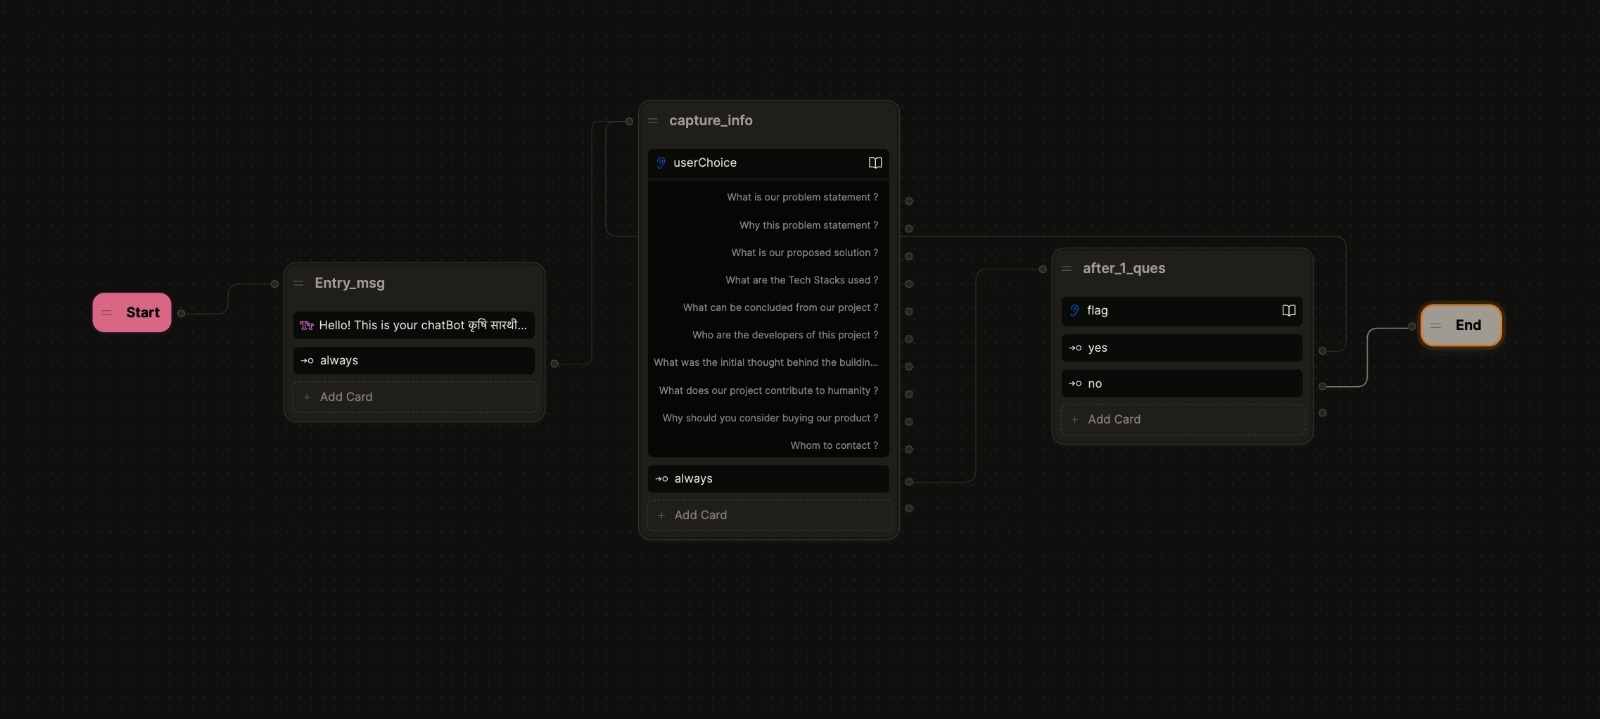 Start
Entry_msg
Hello! This is your chatBot कृषि सारथी...
always
Add Card
capture_info
userChoice
What is our problem statement ?
Why this problem statement ?
What is our proposed solution ?
What are the Tech Stacks used ?
What can be concluded from our project ?
Who are the developers of this project ?
What was the initial thought behind the buildin...
What does our project contribute to humanity ?
Why should you consider buying our product ?
Whom to contact ?
always
Add Card
after_1_ques
flag
yes
no
Add Card
End